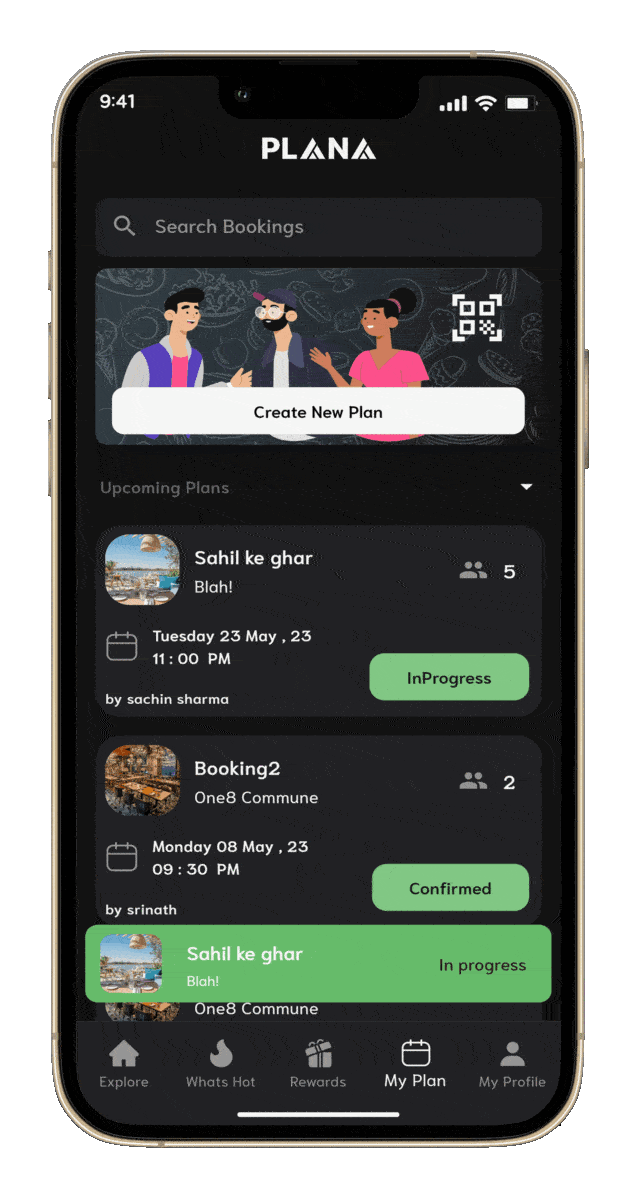 9:41
PLANA
Search Bookings
Create New Plan
Upcoming Plans
Sahil ke ghar
Blah!
5
Tuesday 23 May , 23
11 : 00 PM
InProgress
by sachin sharma
Booking2
One8 Commune
2
Monday 08 May , 23
09 : 30 PM
Confirmed
by srinath
Sahil ke ghar
Blah!
In progress
One8 Commune
Explore
Whats Hot
Rewards
My Plan
My Profile